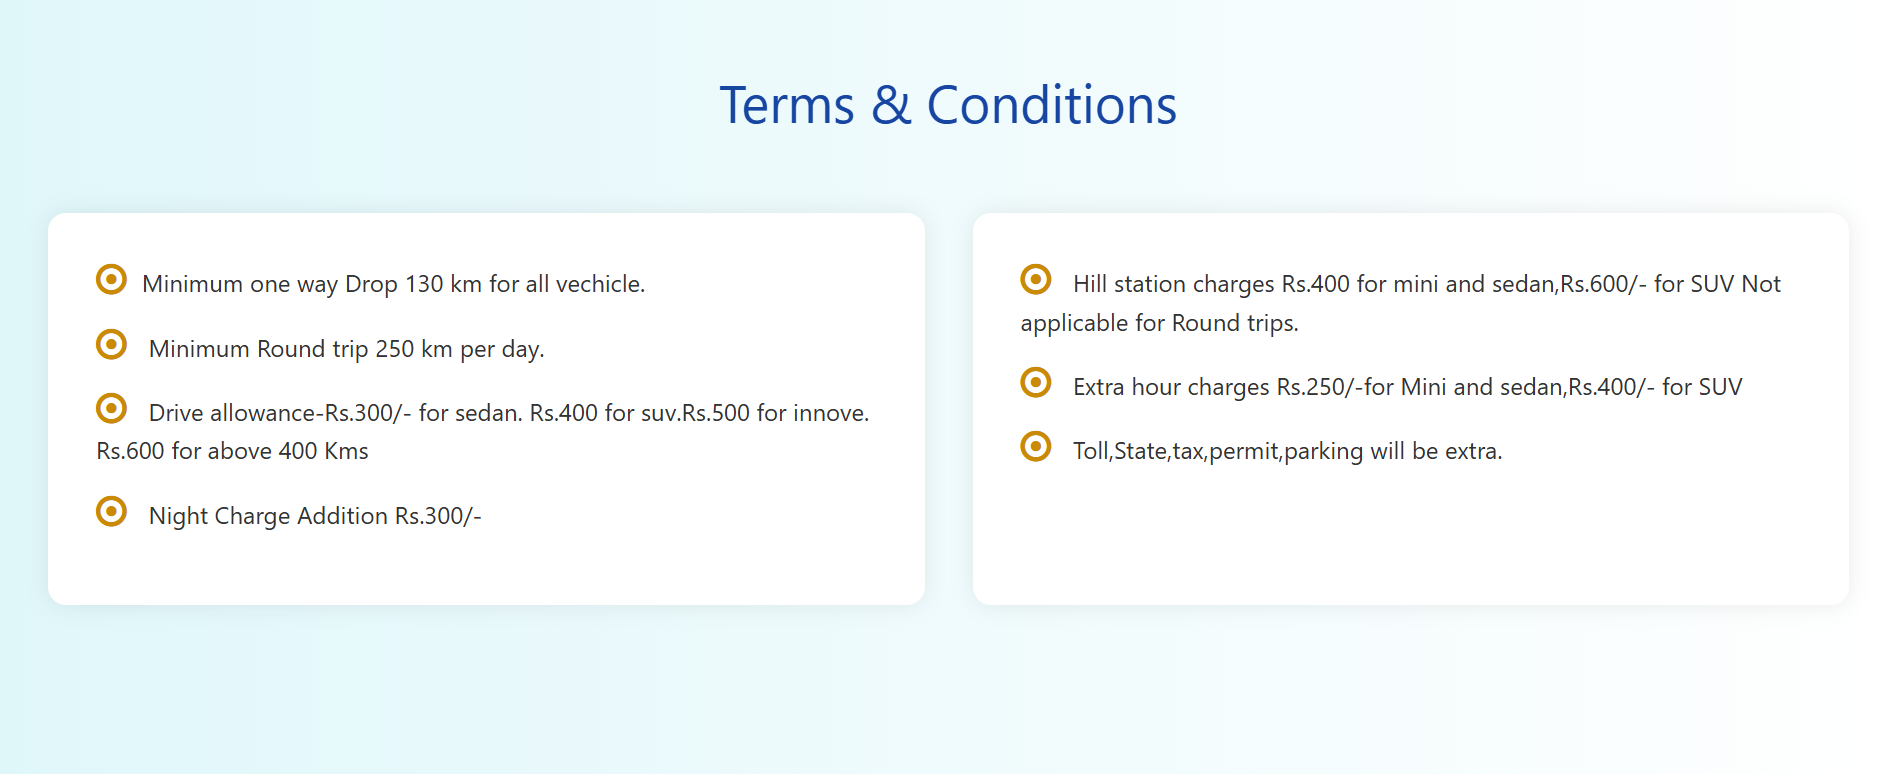 Terms & Conditions
Minimum one way Drop 130 km for all vechicle.
Minimum Round trip 250 km per day.
Drive allowance-Rs.300/- for sedan. Rs.400 for suv.Rs.500 for innove.
Rs.600 for above 400 Kms
Night Charge Addition Rs.300/-
Hill station charges Rs.400 for mini and sedan,Rs.600/- for SUV Not
applicable for Round trips.
Extra hour charges Rs.250/-for Mini and sedan,Rs.400/- for SUV
Toll,State,tax,permit,parking will be extra.